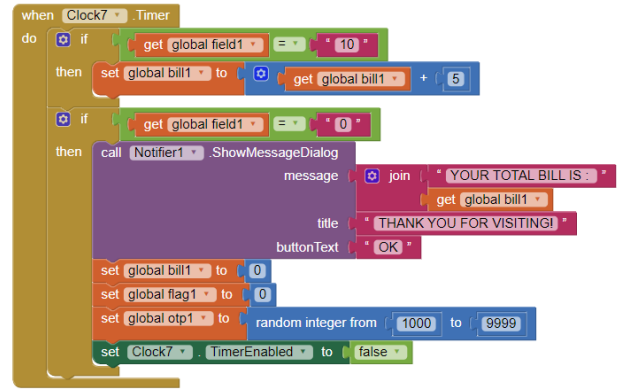 when Clock7 .Timer
do if get global field1 = " 10 "
then set global bill1 to get global bill1 + 5
if get global field1 = " 0 "
then call Notifier1 .ShowMessageDialog
message join " YOUR TOTAL BILL IS : "
get global bill1
title " THANK YOU FOR VISITING! "
buttonText " OK "
set global bill1 to 0
set global flag1 to 0
set global otp1 to random integer from 1000 to 9999
set Clock7 . TimerEnabled to false